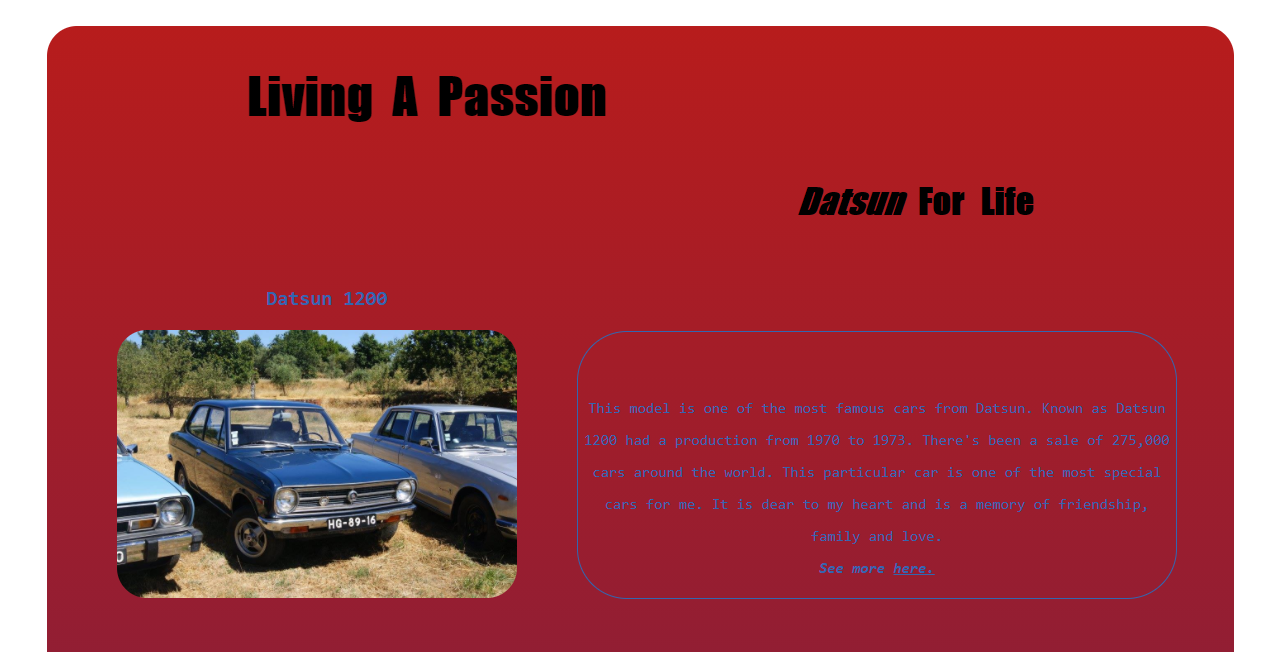 Living A Passion
Datsun For Life
Datsun 1200
This model is one of the most famous cars from Datsun. Known as Datsun
1200 had a production from 1970 to 1973. There's been a sale of 275,000
cars around the world. This particular car is one of the most special
cars for me. It is dear to my heart and is a memory of friendship,
family and love.
See more here.
HG-89-16